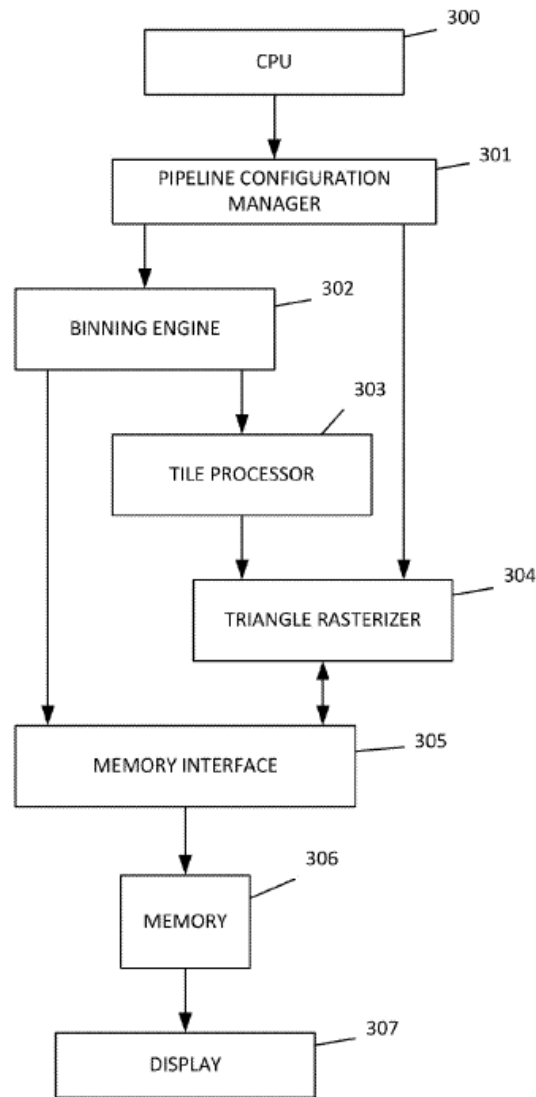 300
CPU
301
PIPELINE CONFIGURATION
MANAGER
302
BINNING ENGINE
303
TILE PROCESSOR
304
TRIANGLE RASTERIZER
305
MEMORY INTERFACE
306
MEMORY
307
DISPLAY